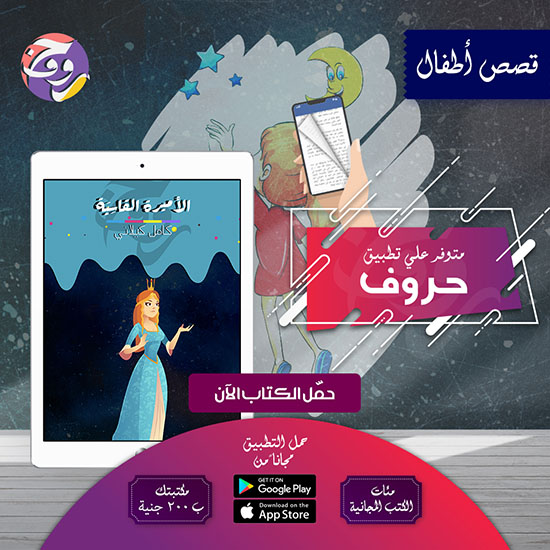 حروف
قصص أطفال
الأميرة القاسية
كامل كيلاني
متوفر علي تطبيق
حروف
حمّل الكتاب الآن
حمل التطبيق
مجاناً من
GET IT ON
Google Play
Download on the
App Store
مكتبتك
ب ٢٠٠ جنية
مئات
الكتب المجانية